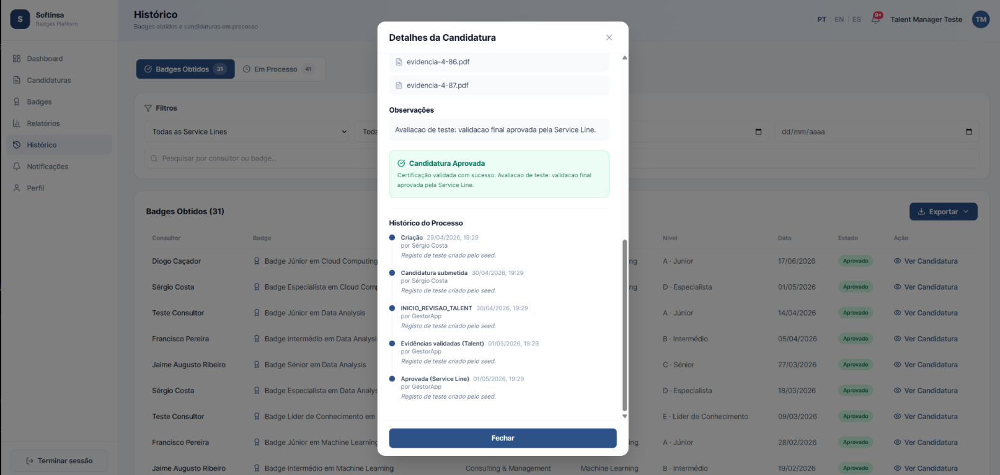 S
Softinsa
Badges Platform
Dashboard
Candidaturas
Badges
Relatórios
Histórico
Notificações
Perfil
Terminar sessão
Histórico
Badges obtidos e candidaturas em processo
PT EN ES 9+ Talent Manager Teste TM
Badges Obtidos 31 Em Processo 41
Filtros
Todas as Service Lines
Toda
dd/mm/aaaa
Pesquisar por consultor ou badge...
Badges Obtidos (31)
Exportar
Consultor Badge Nível Data Estado Ação
Diogo Caçador Badge Júnior em Cloud Computing ng A · Junior 17/06/2026 Aprovado Ver Candidatura
Sérgio Costa Badge Especialista em Cloud Comp ng D · Especialista 01/05/2026 Aprovado Ver Candidatura
Teste Consultor Badge Júnior em Data Analysis A · Júnior 14/04/2026 Aprovado Ver Candidatura
Francisco Pereira Badge Intermédio em Data Analysis B · Intermédio 05/04/2026 Aprovado Ver Candidatura
Jaime Augusto Ribeiro Badge Sénior em Data Analysis C · Sénior 27/03/2026 Aprovado Ver Candidatura
Sérgio Costa Badge Especialista em Data Analys D · Especialista 18/03/2026 Aprovado Ver Candidatura
Teste Consultor Badge Líder de Conhecimento em E · Líder de Conhecimento 09/03/2026 Aprovado Ver Candidatura
Francisco Pereira Badge Júnior em Machine Learning ng A · Júnior 28/02/2026 Aprovado Ver Candidatura
Jaime Augusto Ribeiro Badge Intermédio em Machine Learning Consulting & Management Machine Learning B · Intermédio 19/02/2026 Aprovado Ver Candidatura
Detalhes da Candidatura
evidencia-4-86.pdf
evidencia-4-87.pdf
Observações
Avaliacao de teste: validacao final aprovada pela Service Line.
Candidatura Aprovada
Certificação validada com sucesso. Avaliacao de teste: validacao final
aprovada pela Service Line.
Histórico do Processo
Criação 29/04/2026, 19:29
por Sérgio Costa
Registo de teste criado pelo seed.
Candidatura submetida 30/04/2026, 19:29
por Sérgio Costa
Registo de teste criado pelo seed.
INICIO_REVISAO_TALENT 30/04/2026, 19:29
por GestorApp
Registo de teste criado pelo seed.
Evidências validadas (Talent) 01/05/2026, 19:29
por GestorApp
Registo de teste criado pelo seed.
Aprovada (Service Line) 01/05/2026, 19:29
por GestorApp
Registo de teste criado pelo seed.
Fechar